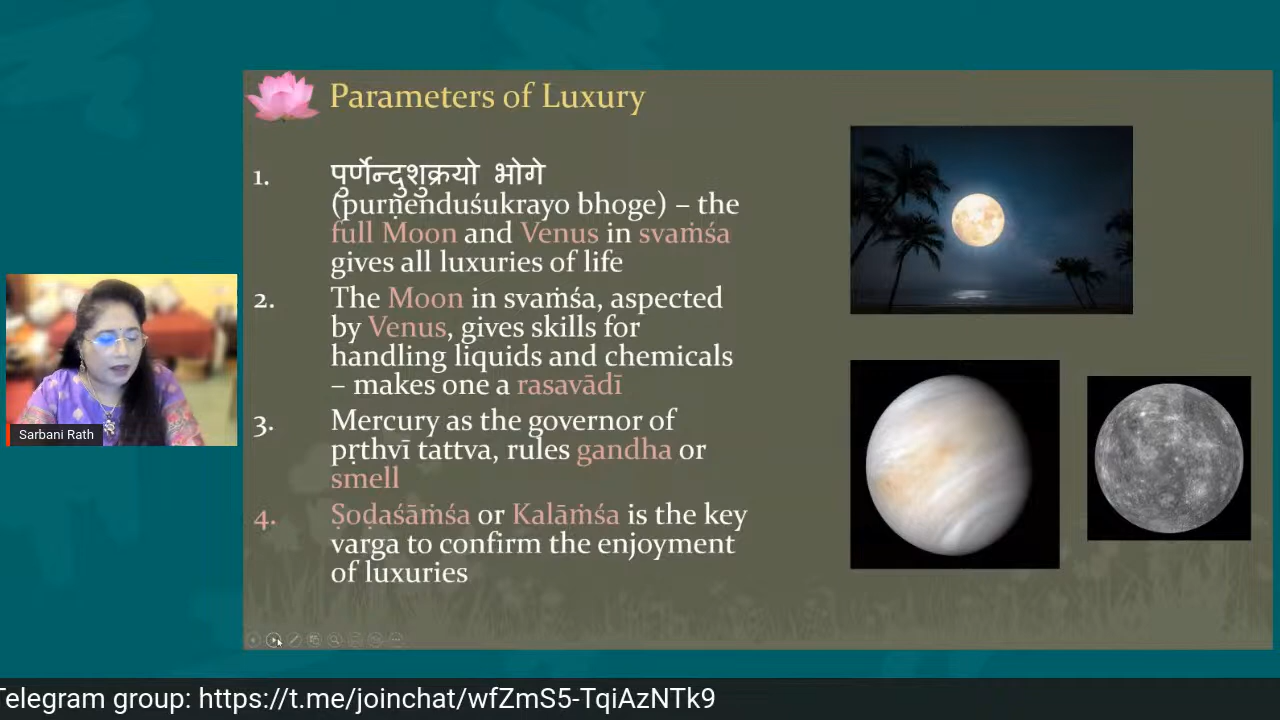 Parameters of Luxury
1. पुर्णेन्दुशुक्रयो भोगे
(purṇenduśukrayo bhoge) – the
full Moon and Venus in svaṁśa
gives all luxuries of life
2. The Moon in svaṁśa, aspected
by Venus, gives skills for
handling liquids and chemicals
– makes one a rasavādī
3. Mercury as the governor of
pṛthvī tattva, rules gandha or
smell
4. Ṣoḍaśāṁśa or Kalāṁśa is the key
varga to confirm the enjoyment
of luxuries
Sarbani Rath
Telegram group: https://t.me/joinchat/wfZmS5-TqiAzNTk9